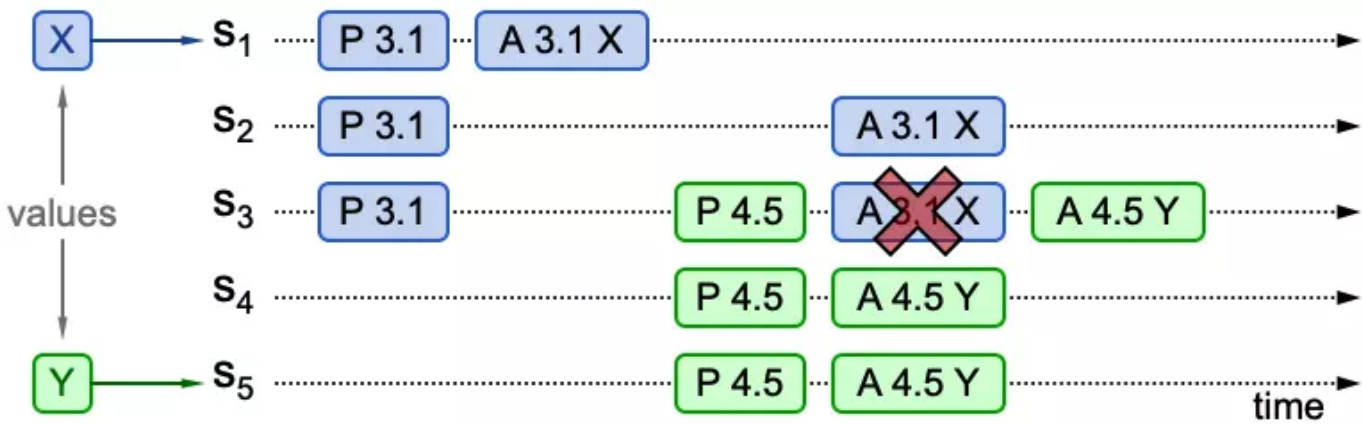 X S1 P 3.1 A 3.1 X
S2 P 3.1 A 3.1 X
values S3 P 3.1 P 4.5 A 3.1 X A 4.5 Y
S4 P 4.5 A 4.5 Y
Y S5 P 4.5 A 4.5 Y
time